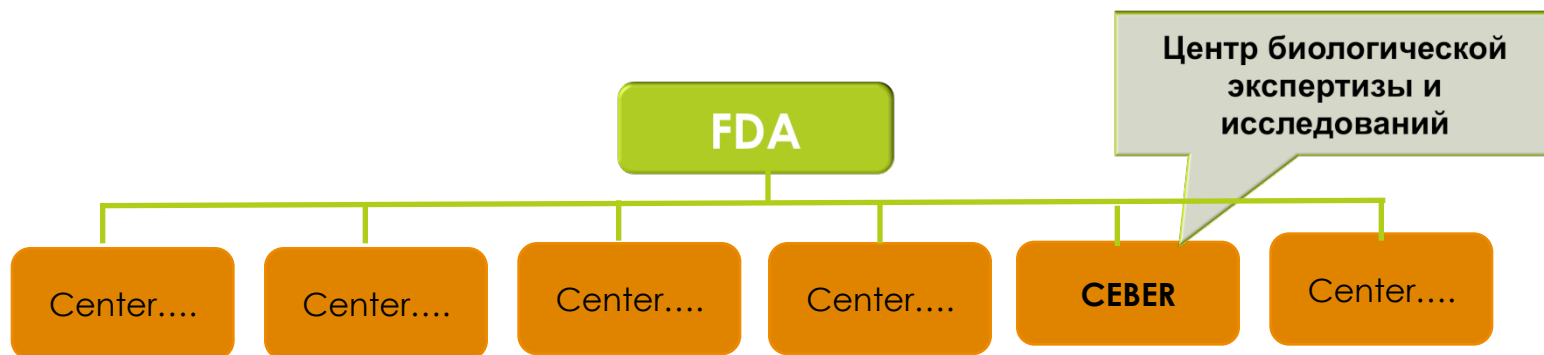 Центр биологической
экспертизы и
исследований
FDA
Center....
Center....
Center....
Center....
CEBER
Center....